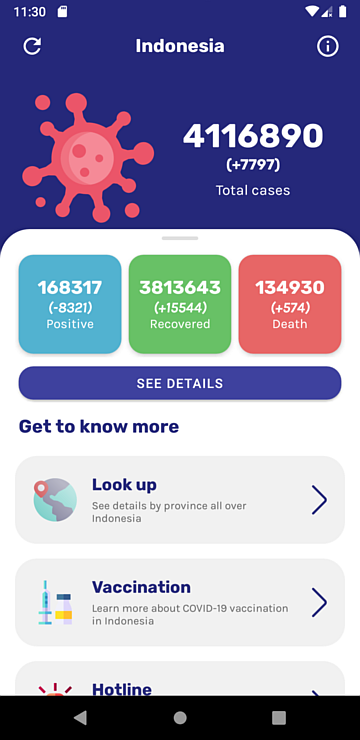 11:30
Indonesia
4116890
(+7797)
Total cases
168317
(-8321)
Positive
3813643
(+15544)
Recovered
134930
(+574)
Death
SEE DETAILS
Get to know more
Look up
See details by province all over
Indonesia
Vaccination
Learn more about COVID-19 vaccination
in Indonesia
Hotline